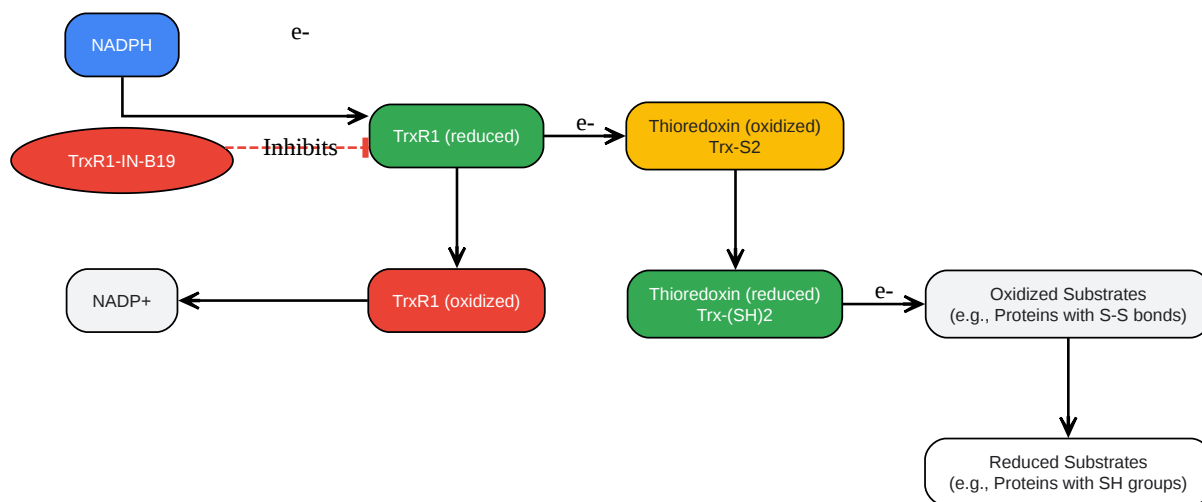 e-
NADPH
TrxR1 (reduced)
e-
Thioredoxin (oxidized)
Trx-S2
TrxR1-IN-B19
Inhibits
NADP+
TrxR1 (oxidized)
Thioredoxin (reduced)
Trx-(SH)2
e-
Oxidized Substrates
(e.g., Proteins with S-S bonds)
Reduced Substrates
(e.g., Proteins with SH groups)